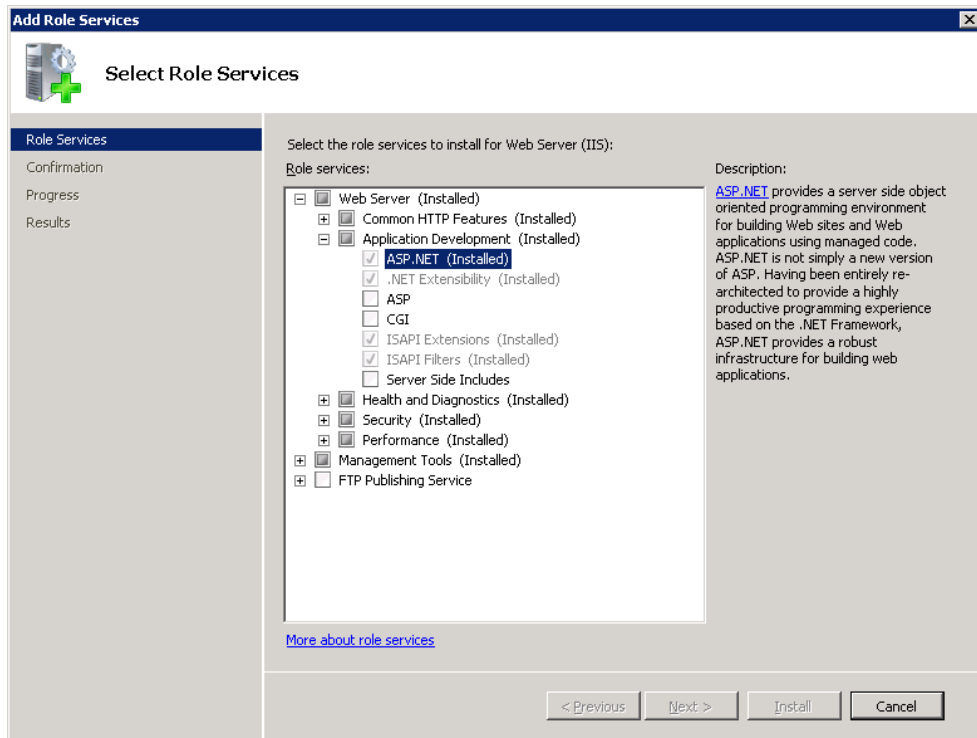 Add Role Services
Select Role Services
Role Services
Confirmation
Progress
Results
Select the role services to install for Web Server (IIS):
Role services:
Web Server (Installed)
Common HTTP Features (Installed)
Application Development (Installed)
ASP.NET (Installed)
.NET Extensibility (Installed)
ASP
CGI
ISAPI Extensions (Installed)
ISAPI Filters (Installed)
Server Side Includes
Health and Diagnostics (Installed)
Security (Installed)
Performance (Installed)
Management Tools (Installed)
FTP Publishing Service
More about role services
Description:
ASP.NET provides a server side object
oriented programming environment
for building Web sites and Web
applications using managed code.
ASP.NET is not simply a new version
of ASP. Having been entirely re-
architected to provide a highly
productive programming experience
based on the .NET Framework,
ASP.NET provides a robust
infrastructure for building web
applications.
< Previous
Next >
Install
Cancel